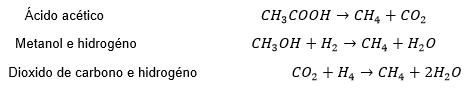 Ácido acético CH₃COOH → CH₄ + CO₂
Metanol e hidrogéno CH₃OH + H₂ → CH₄ + H₂O
Dioxido de carbono e hidrogéno CO₂ + H₄ → CH₄ + 2H₂O